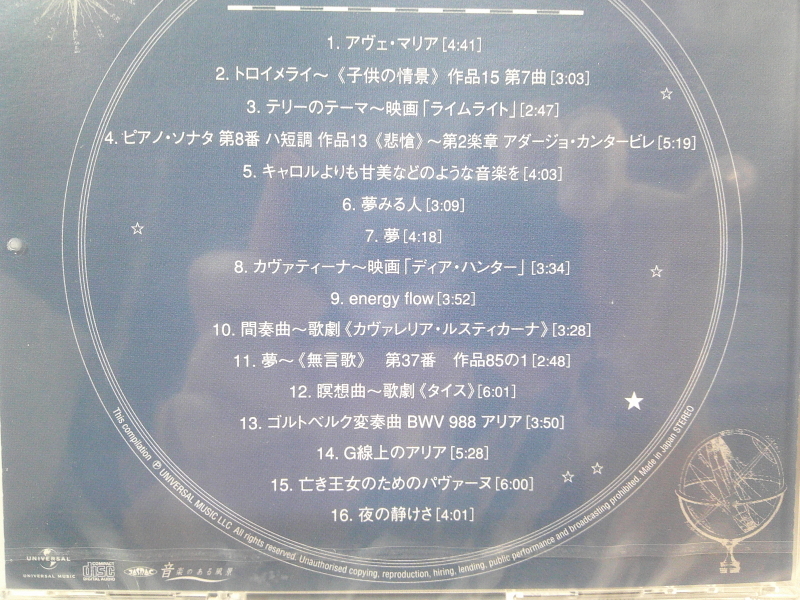 1. アヴェ・マリア[4:41]
2. トロイメライ〜《子供の情景》 作品15 第7曲[3:03]
3. テリーのテーマ〜映画「ライムライト」[2:47]
4. ピアノ・ソナタ 第8番 ハ短調 作品13《悲愴》〜第2楽章 アダージョ・カンタービレ[5:19]
5. キャロルよりも甘美などのような音楽を[4:03]
6. 夢みる人[3:09]
7. 夢[4:18]
8. カヴァティーナ〜映画「ディア・ハンター」[3:34]
9. energy flow[3:52]
10. 間奏曲〜歌劇《カヴァレリア・ルスティカーナ》[3:28]
11. 夢〜《無言歌》 第37番 作品85の1[2:48]
12. 瞑想曲〜歌劇《タイス》[6:01]
13. ゴルトベルク変奏曲 BWV 988 アリア[3:50]
14. G線上のアリア[5:28]
15. 亡き王女のためのパヴァーヌ[6:00]
16. 夜の静けさ[4:01]
This compilation ℗ UNIVERSAL MUSIC LLC All rights reserved. Unauthorised copying, reproduction, hiring, lending, public performance and broadcasting prohibited. Made in Japan STEREO
UNIVERSAL
UNIVERSAL MUSIC
COMPACT
disc
DIGITAL AUDIO
JASRAC
音楽のある風景